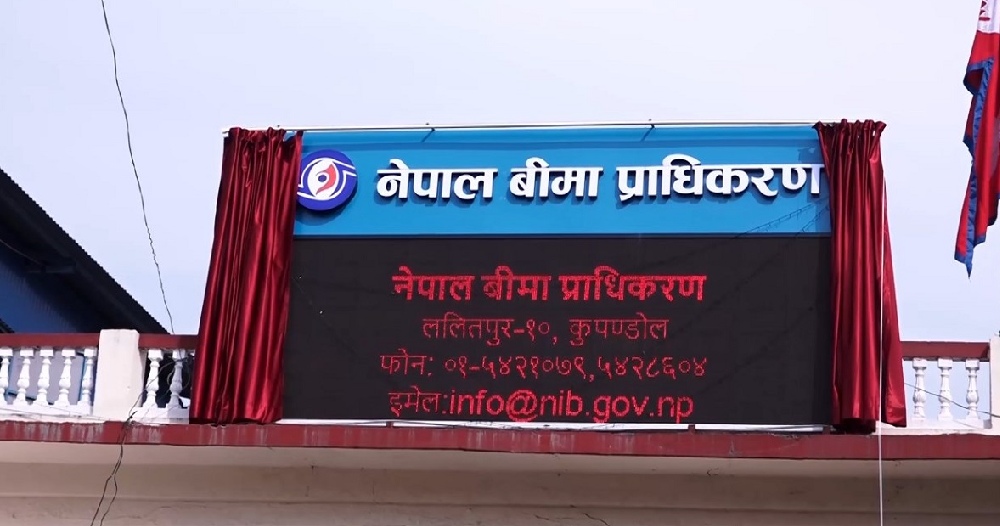 नेपाल बीमा प्राधिकरण
नेपाल बीमा प्राधिकरण
ललितपुर-१०, कुपण्डोल
फोन: ०१-५४२१०७९,५४२८६०४
इमेल:info@nib.gov.np